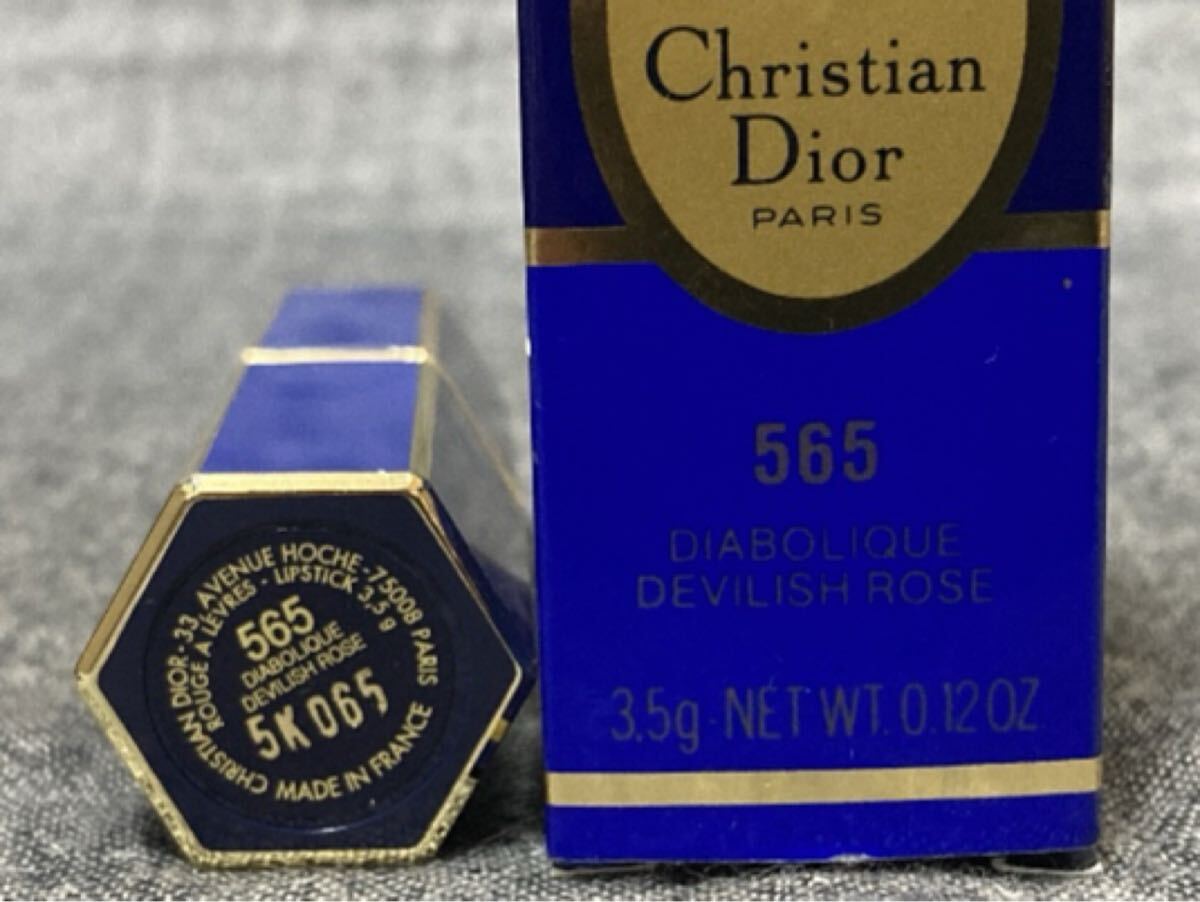 Christian
Dior
PARIS
565
DIABOLIQUE
DEVILISH ROSE
3.5g-NET WT. 0.12 OZ
CHRISTIAN DIOR-33 AVENUE HOCHE-75008 PARIS
ROUGE A LÈVRES - LIPSTICK 3,5 g
565
DIABOLIQUE
DEVILISH ROSE
5K065
MADE IN FRANCE